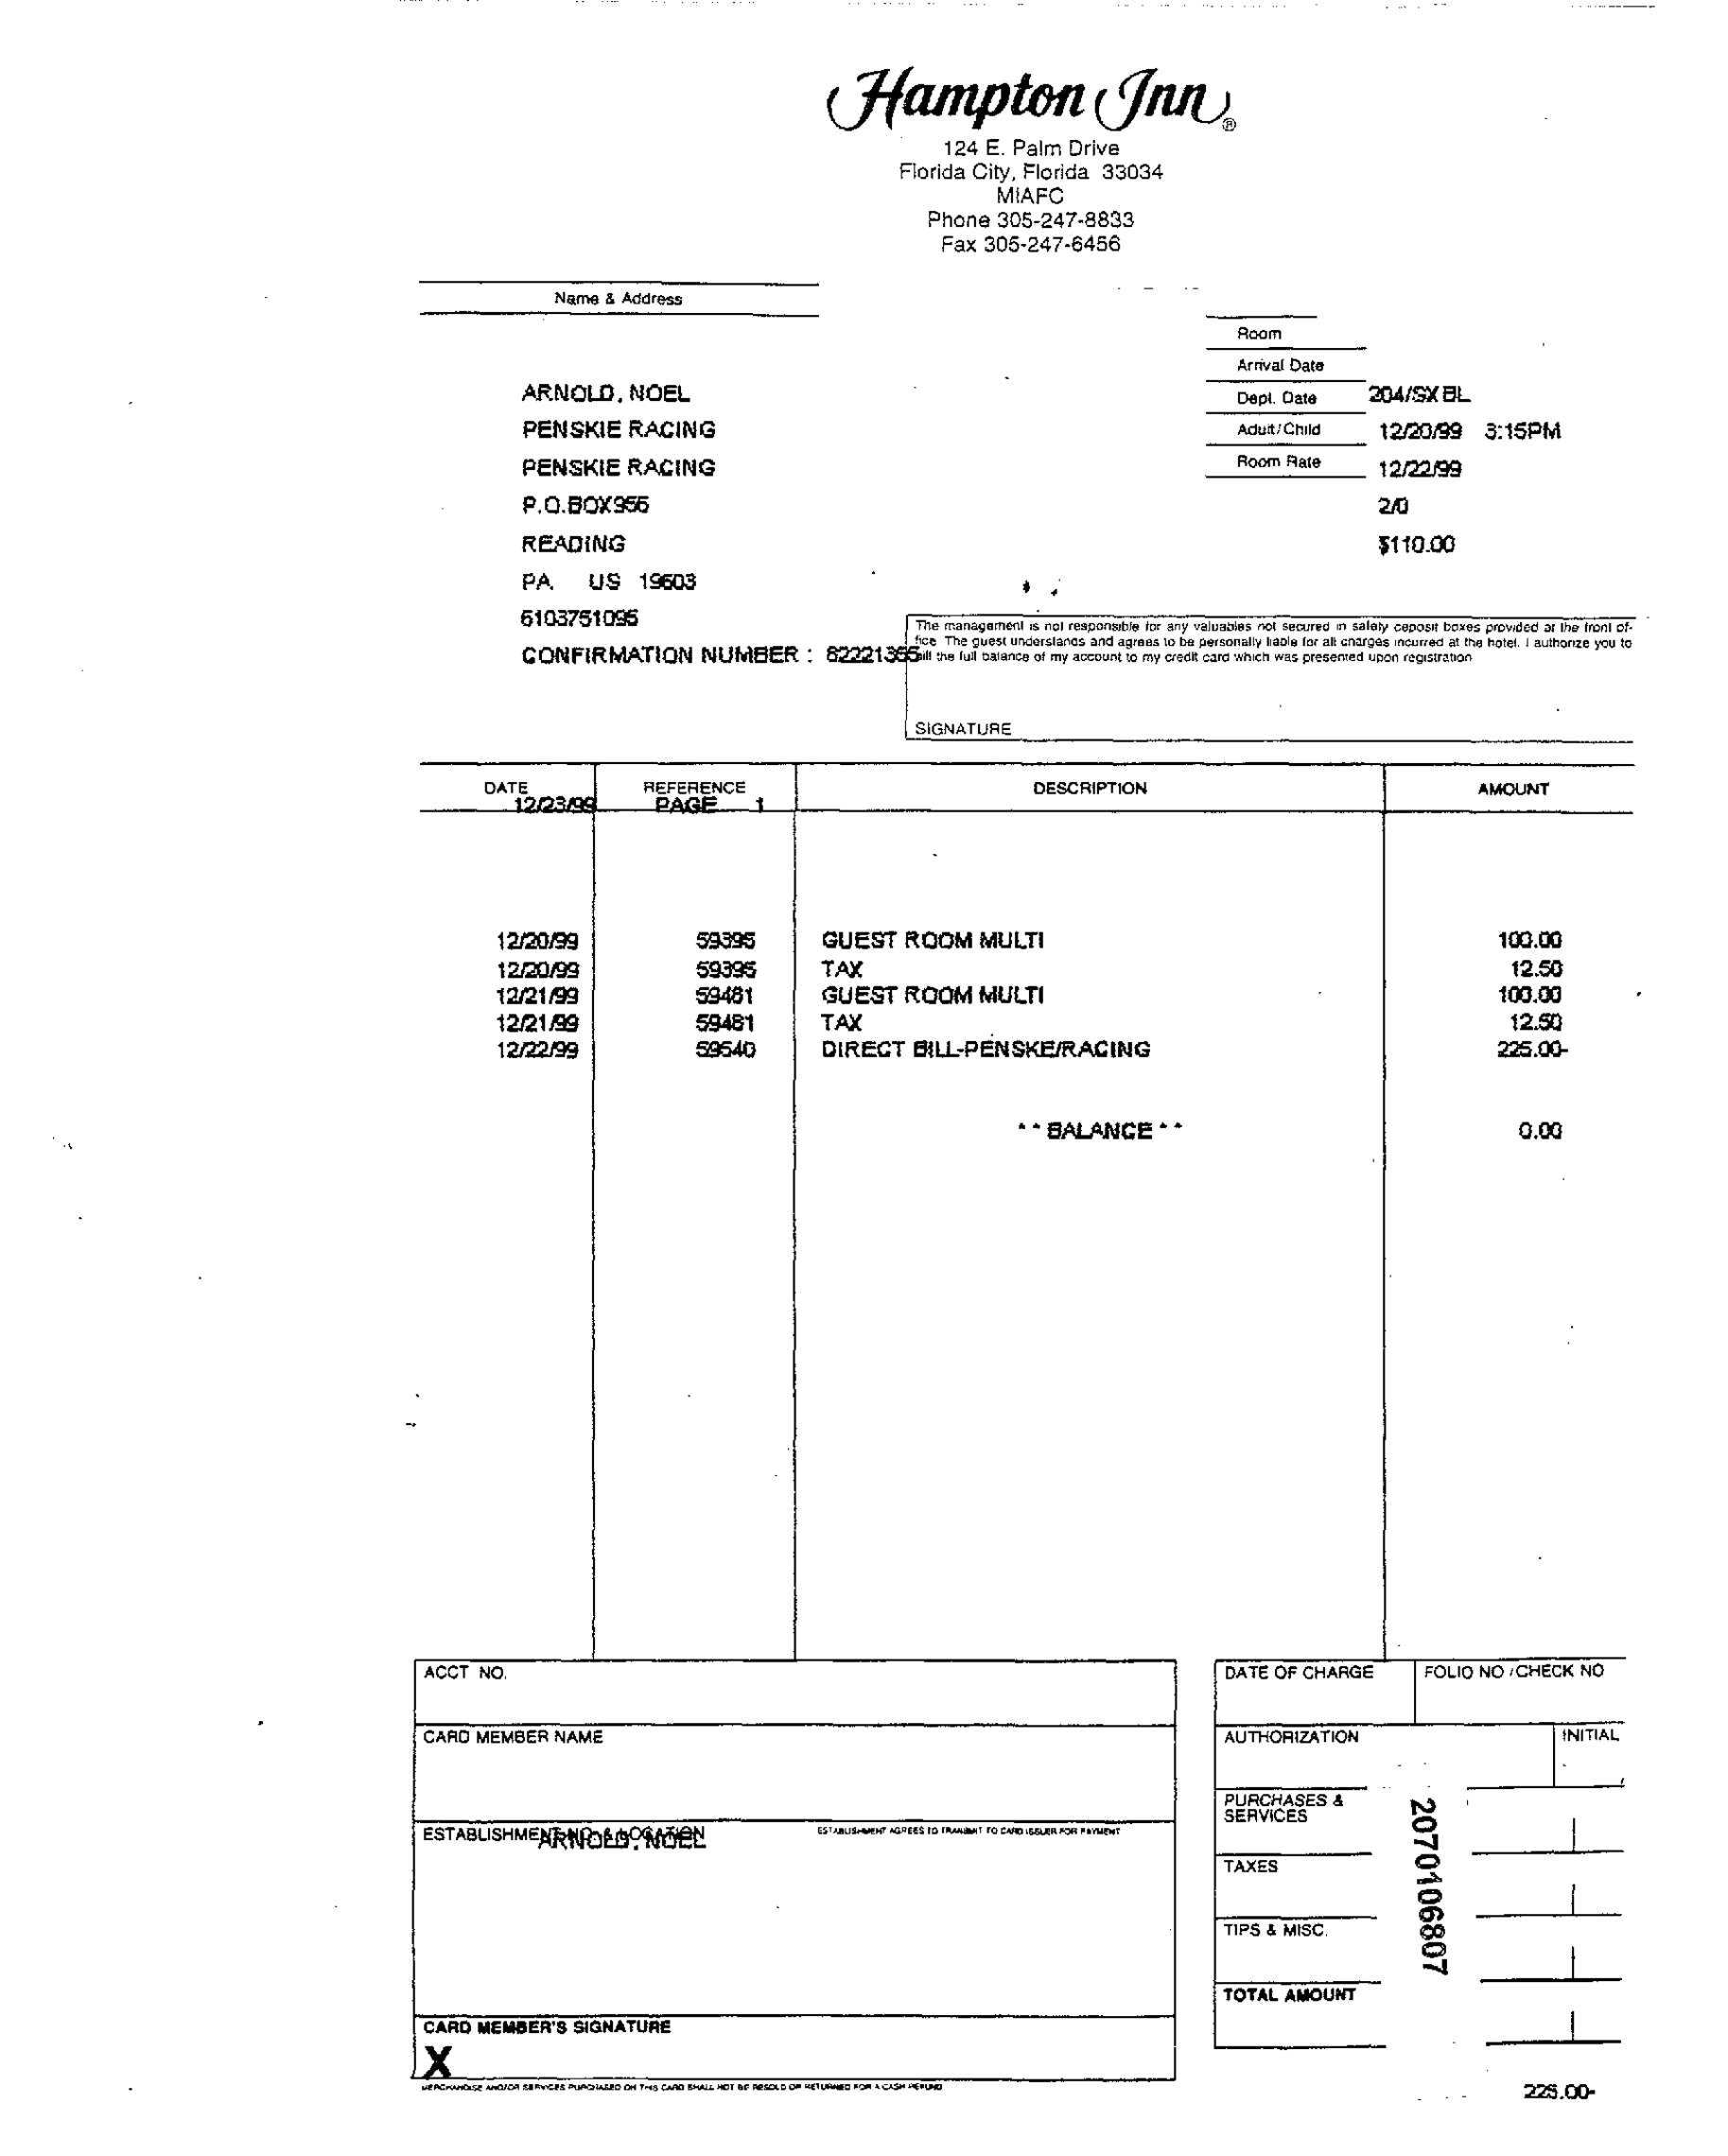 Hampton Inn®
124 E. Palm Drive
Florida City, Florida 33034
MIAFC
Phone 305-247-8833
Fax 305-247-6456
Name & Address
Room
Arrival Date
Dept. Date
Adult/Child
Room Rate
204/SXBL
12/20/99 3:15PM
12/22/99
2/0
$110.00
ARNOLD, NOEL
PENSKIE RACING
PENSKIE RACING
P.O.BOX 955
READING
PA US 19603
6103751095
CONFIRMATION NUMBER : 82221355
The management is not responsible for any valuables not secured in safety deposit boxes provided at the front of-
fice. The guest understands and agrees to be personally liable for all charges incurred at the hotel. I authorize you to
bill the full balance of my account to my credit card which was presented upon registration
SIGNATURE
DATE REFERENCE DESCRIPTION AMOUNT
12/23/99 PAGE 1
12/20/99 59395 GUEST ROOM MULTI 100.00
12/20/99 59395 TAX 12.50
12/21/99 59481 GUEST ROOM MULTI 100.00
12/21/99 59481 TAX 12.50
12/22/99 59540 DIRECT BILL-PENSKE/RACING 225.00-
* * BALANCE * * 0.00
ACCT NO.
CARD MEMBER NAME
ESTABLISHMENT NO. & LOCATION
ARNOLD, NOEL
ESTABLISHMENT AGREES TO TRANSMIT TO CARD ISSUER FOR PAYMENT
CARD MEMBER'S SIGNATURE
X
MERCHANDISE AND/OR SERVICES PURCHASED ON THIS CARD SHALL NOT BE RESOLD OR RETURNED FOR A CASH REFUND
DATE OF CHARGE FOLIO NO / CHECK NO
AUTHORIZATION INITIAL
PURCHASES &
SERVICES
TAXES
TIPS & MISC.
TOTAL AMOUNT
2070106807
225.00-